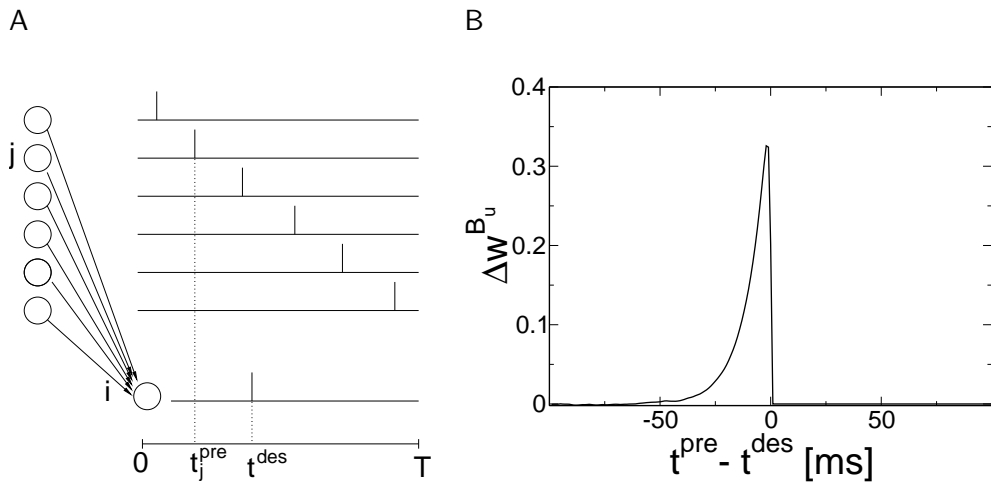 A
B
j
i
0
t_j^pre
t^des
T
0.4
0.3
0.2
0.1
0
Δw^B_u
-50
0
50
t^pre - t^des [ms]